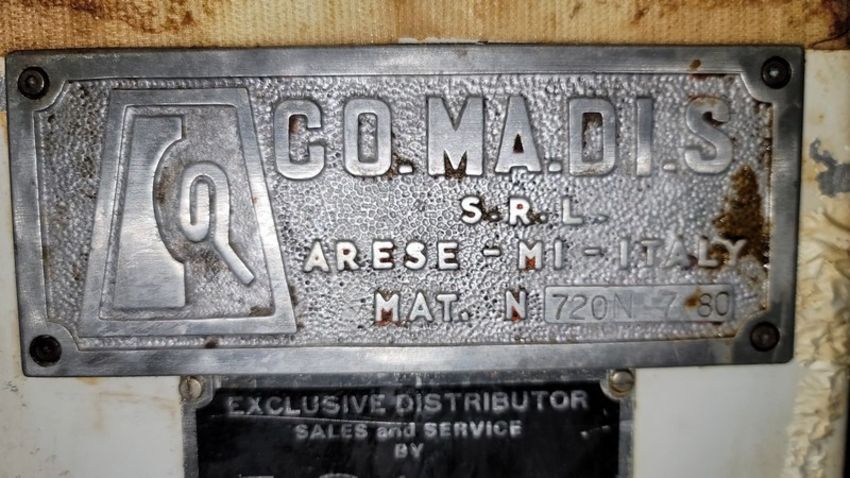 CO.MA.DI.S
S.R.L.
ARESE - MI - ITALY
MAT. N 720N 7 80
EXCLUSIVE DISTRIBUTOR
SALES and SERVICE
BY